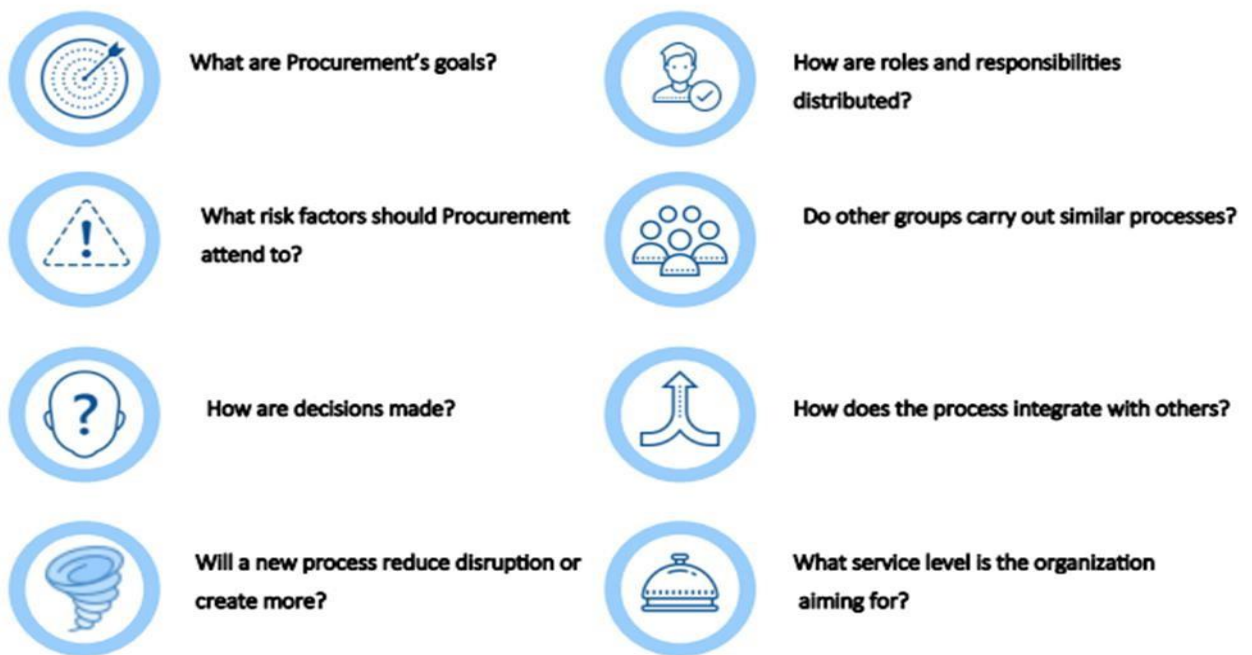 What are Procurement's goals?
How are roles and responsibilities
distributed?
What risk factors should Procurement
attend to?
Do other groups carry out similar processes?
How are decisions made?
How does the process integrate with others?
Will a new process reduce disruption or
create more?
What service level is the organization
aiming for?